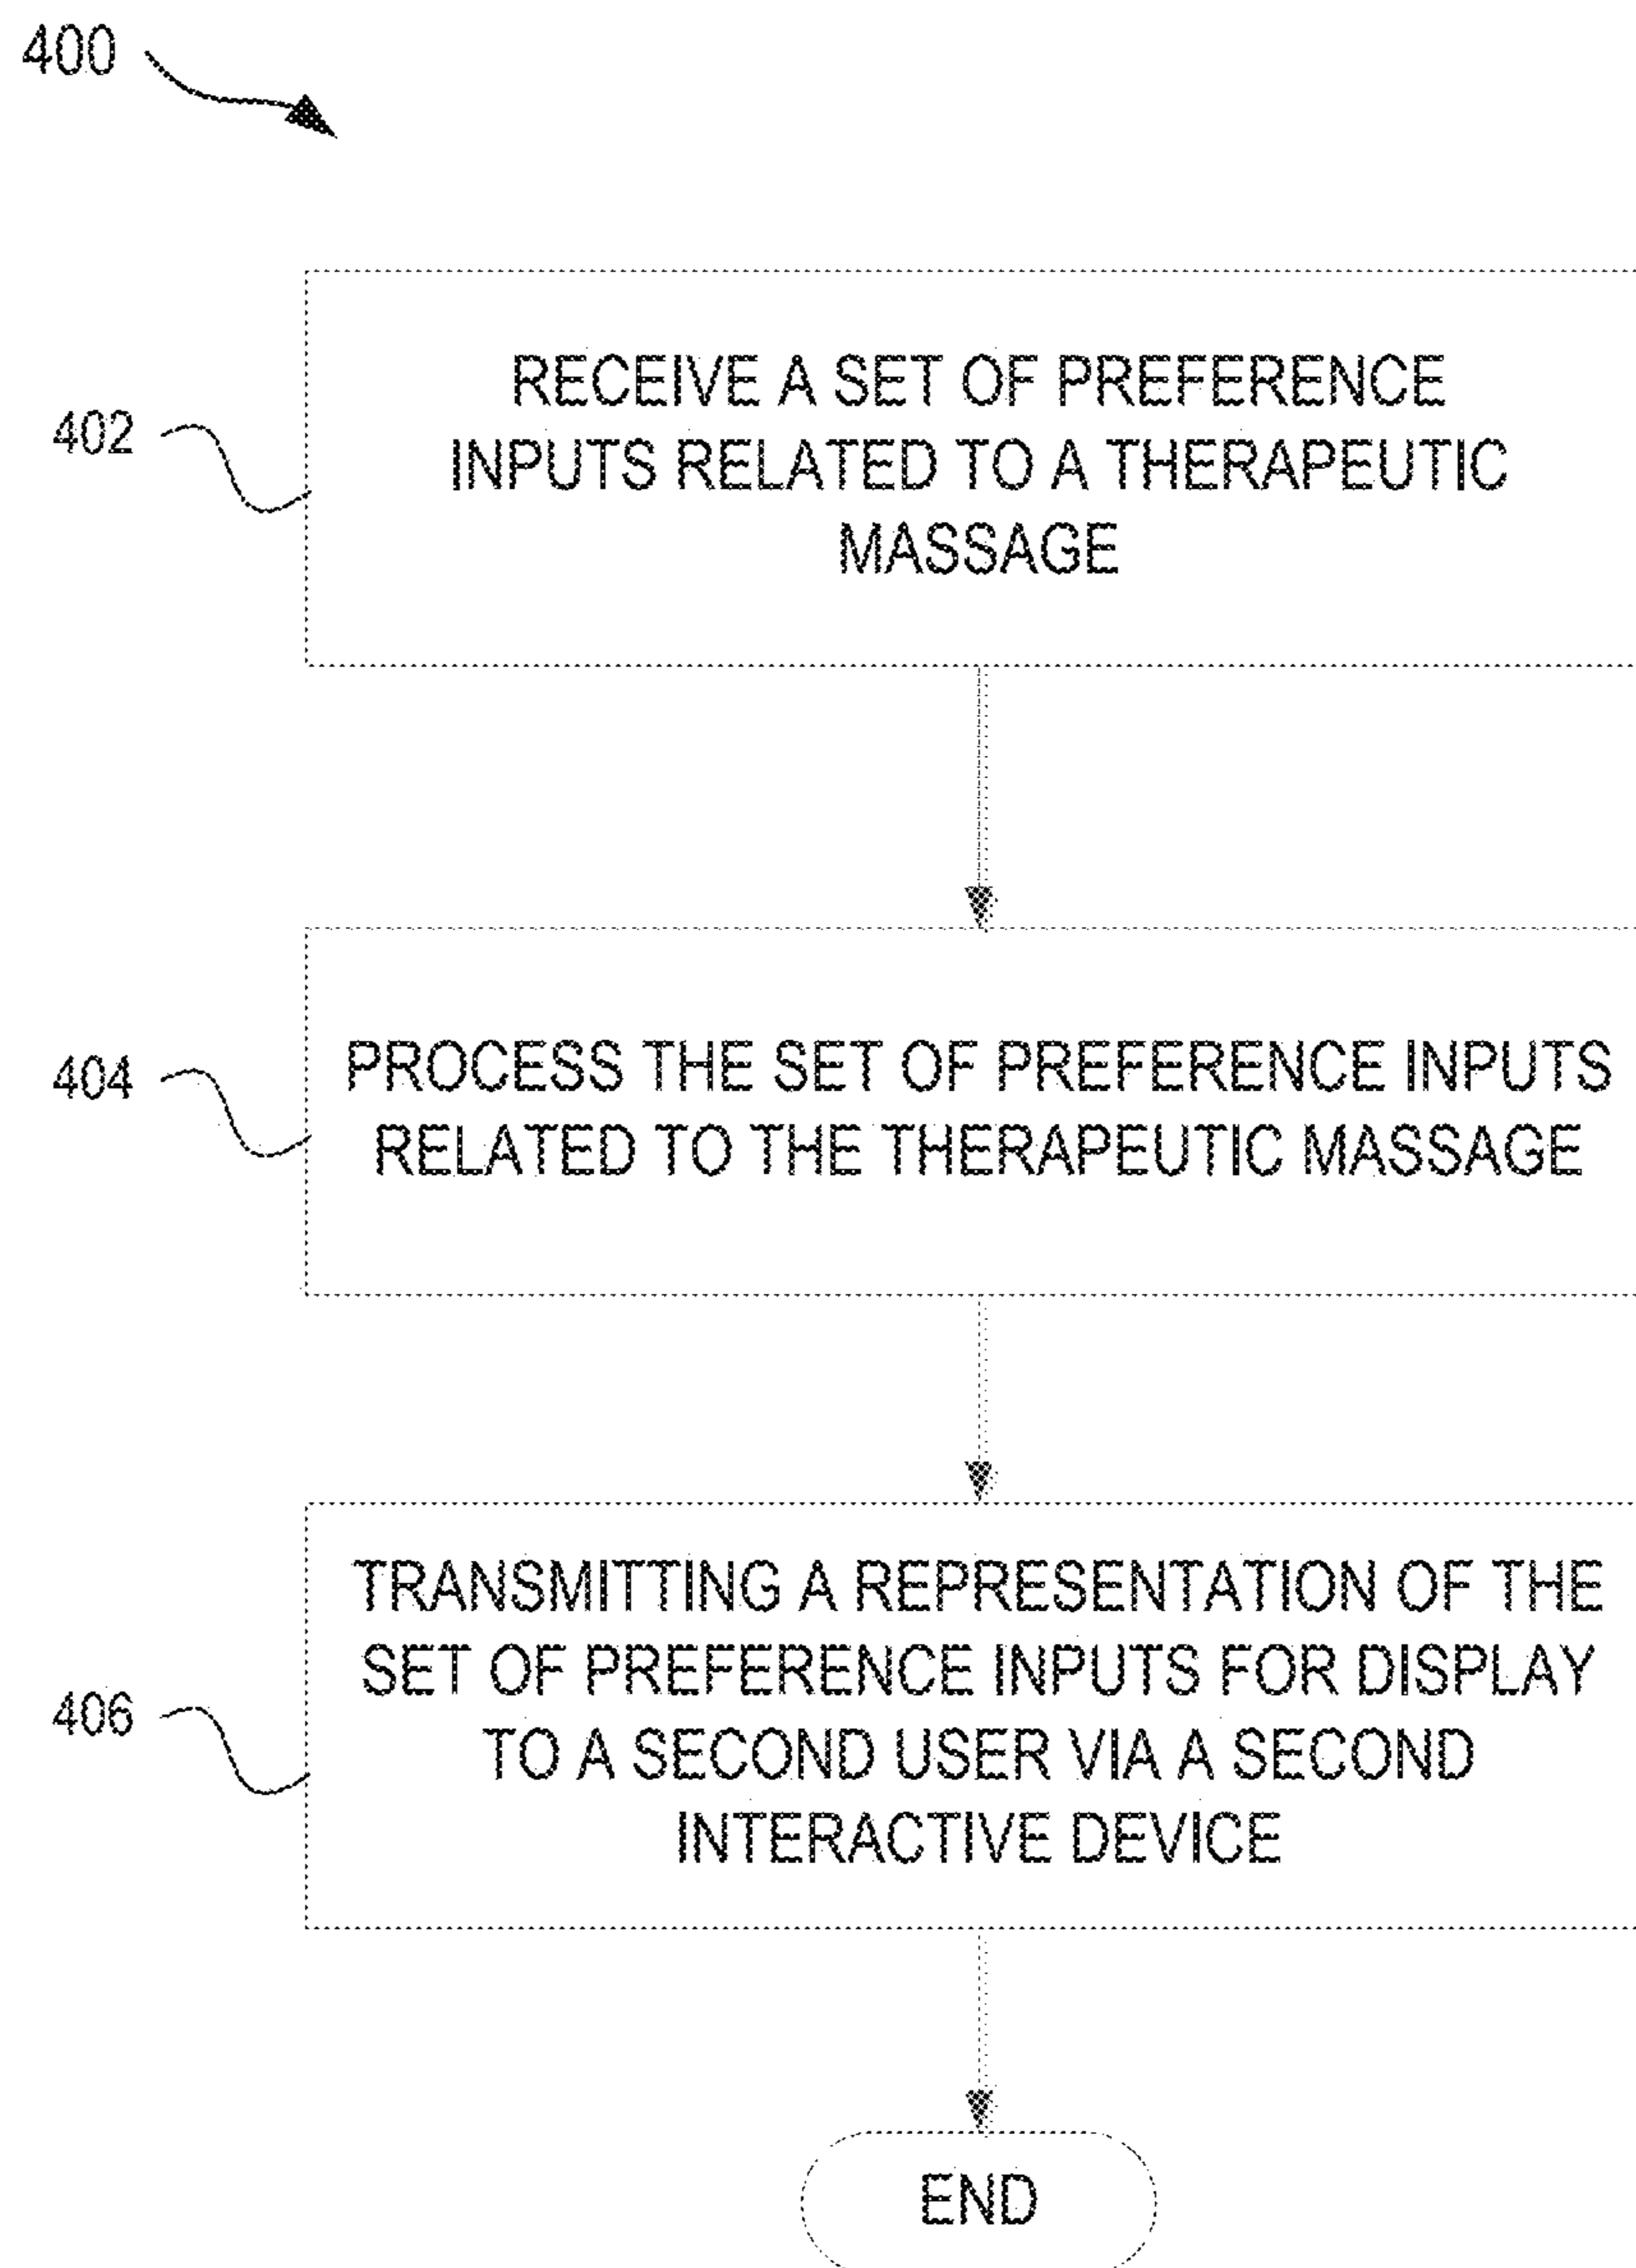 400
402
RECEIVE A SET OF PREFERENCE
INPUTS RELATED TO A THERAPEUTIC
MASSAGE
404
PROCESS THE SET OF PREFERENCE INPUTS
RELATED TO THE THERAPEUTIC MASSAGE
406
TRANSMITTING A REPRESENTATION OF THE
SET OF PREFERENCE INPUTS FOR DISPLAY
TO A SECOND USER VIA A SECOND
INTERACTIVE DEVICE
END